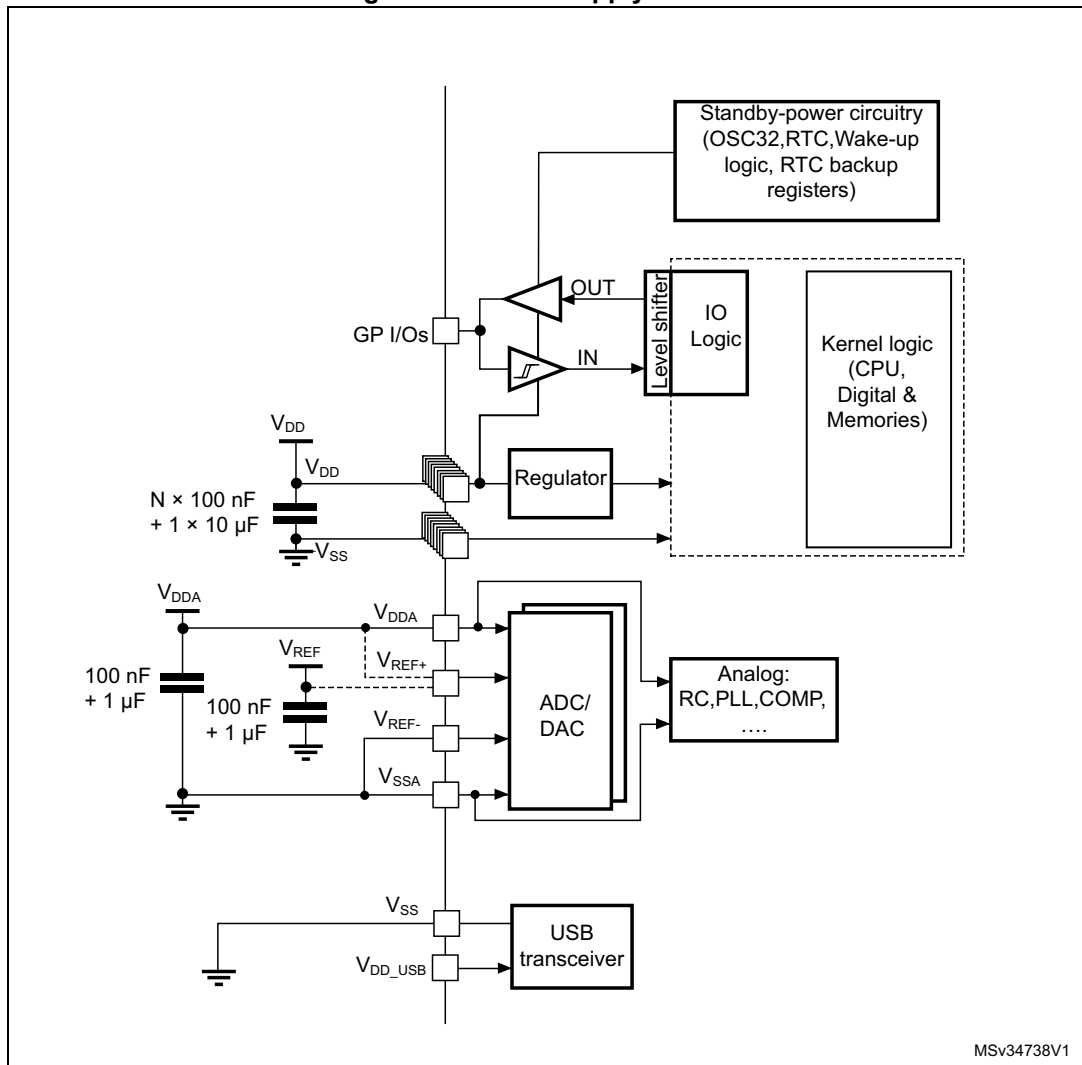 Standby-power circuitry
(OSC32,RTC,Wake-up
logic, RTC backup
registers)
OUT
Level shifter
IO
Logic
GP I/Os
IN
Kernel logic
(CPU,
Digital &
Memories)
VDD
VDD
Regulator
N × 100 nF
+ 1 × 10 µF
VSS
VDDA
VDDA
VREF
VREF+
100 nF
+ 1 µF
100 nF
+ 1 µF
ADC/
DAC
Analog:
RC,PLL,COMP,
....
VREF-
VSSA
VSS
USB
transceiver
VDD_USB
MSv34738V1